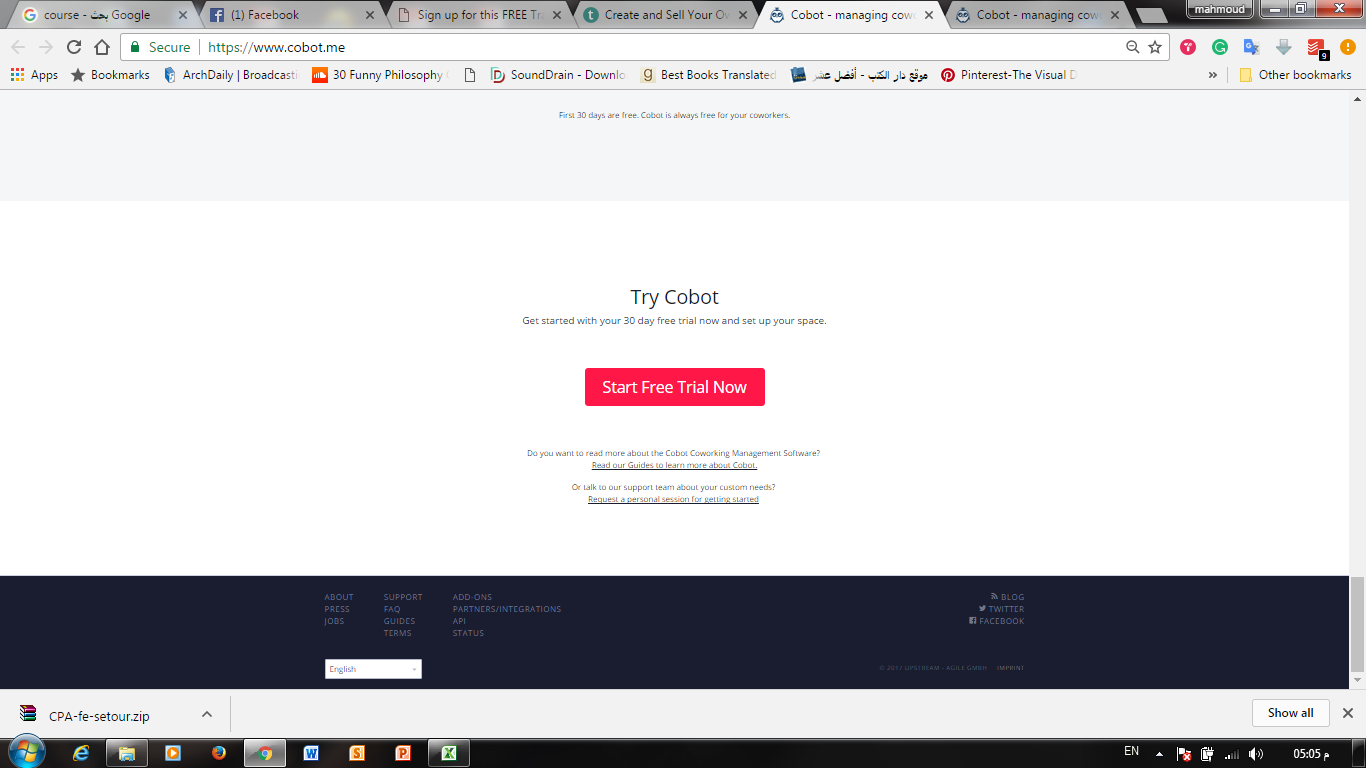 course - بحث Google
(1) Facebook
Sign up for this FREE Tra
Create and Sell Your Ow
Cobot - managing cowo
Cobot - managing cowo
mahmoud
Secure
https://www.cobot.me
9
Apps
Bookmarks
ArchDaily | Broadcasti
30 Funny Philosophy
SoundDrain - Downlo
Best Books Translated
موقع دار الكتب - أفضل عشر
Pinterest-The Visual D
»
Other bookmarks
First 30 days are free. Cobot is always free for your coworkers.
Try Cobot
Get started with your 30 day free trial now and set up your space.
Start Free Trial Now
Do you want to read more about the Cobot Coworking Management Software?
Read our Guides to learn more about Cobot.
Or talk to our support team about your custom needs?
Request a personal session for getting started
ABOUT
PRESS
JOBS
SUPPORT
FAQ
GUIDES
TERMS
ADD-ONS
PARTNERS/INTEGRATIONS
API
STATUS
BLOG
TWITTER
FACEBOOK
English
© 2017 UPSTREAM - AGILE GMBH IMPRINT
CPA-fe-setour.zip
Show all
EN
05:05 م